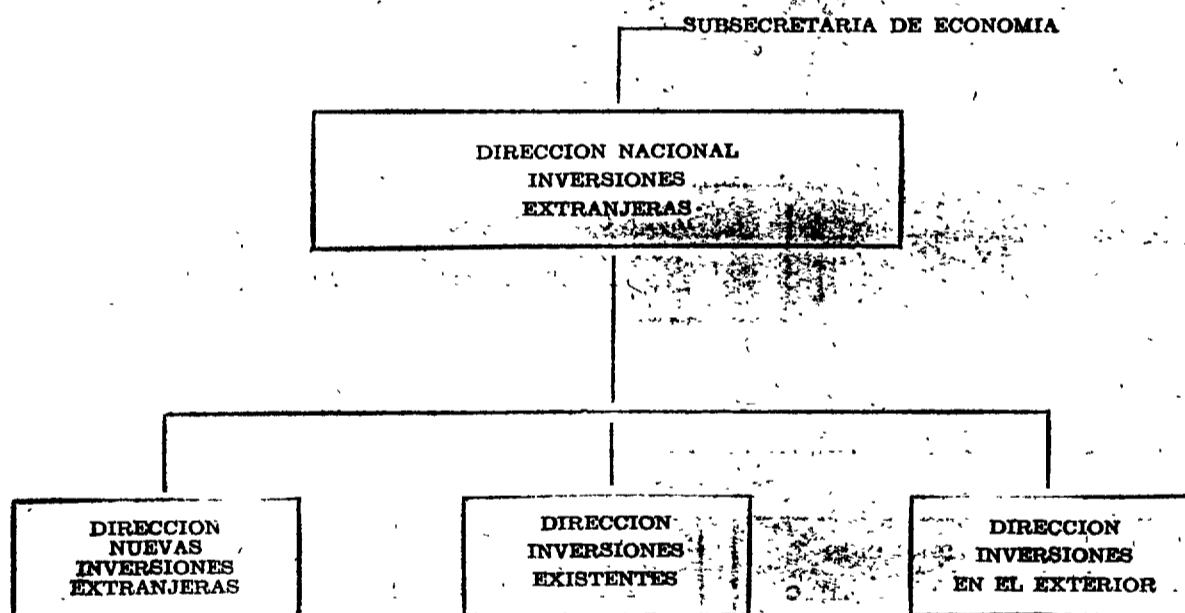 SUBSECRETARIA DE ECONOMIA
DIRECCION NACIONAL
INVERSIONES
EXTRANJERAS
DIRECCION
NUEVAS
INVERSIONES
EXTRANJERAS
DIRECCION
INVERSIONES
EXISTENTES
DIRECCION
INVERSIONES
EN EL EXTERIOR